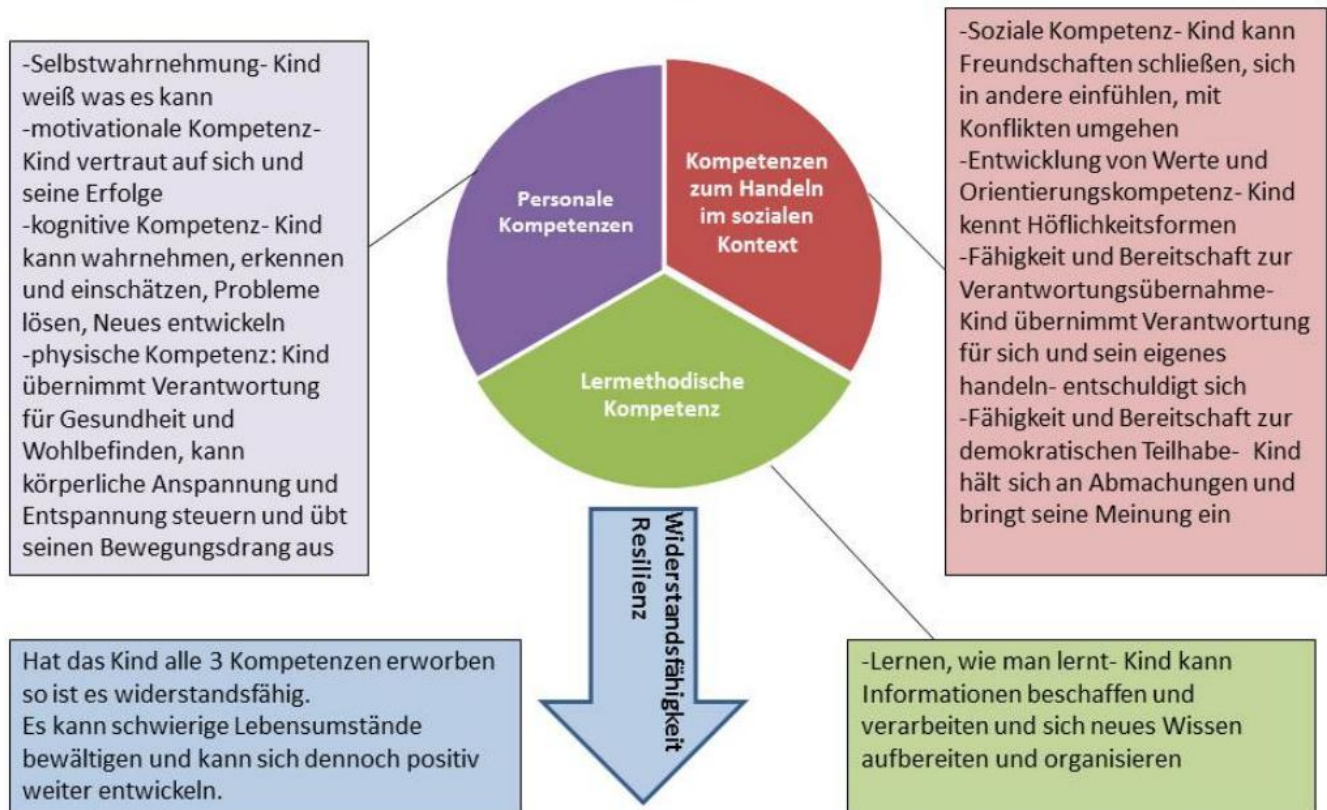 -Selbstwahrnehmung- Kind
weiß was es kann
-motivationale Kompetenz-
Kind vertraut auf sich und
seine Erfolge
-kognitive Kompetenz- Kind
kann wahrnehmen, erkennen
und einschätzen, Probleme
lösen, Neues entwickeln
-physische Kompetenz: Kind
übernimmt Verantwortung
für Gesundheit und
Wohlbefinden, kann
körperliche Anspannung und
Entspannung steuern und übt
seinen Bewegungsdrang aus
Personale
Kompetenzen
Kompetenzen
zum Handeln
im sozialen
Kontext
Lermethodische
Kompetenz
-Soziale Kompetenz- Kind kann
Freundschaften schließen, sich
in andere einfühlen, mit
Konflikten umgehen
-Entwicklung von Werte und
Orientierungskompetenz- Kind
kennt Höflichkeitsformen
-Fähigkeit und Bereitschaft zur
Verantwortungsübernahme-
Kind übernimmt Verantwortung
für sich und sein eigenes
handeln- entschuldigt sich
-Fähigkeit und Bereitschaft zur
demokratischen Teilhabe- Kind
hält sich an Abmachungen und
bringt seine Meinung ein
Widerstandsfähigkeit
Resilienz
Hat das Kind alle 3 Kompetenzen erworben
so ist es widerstandsfähig.
Es kann schwierige Lebensumstände
bewältigen und kann sich dennoch positiv
weiter entwickeln.
-Lernen, wie man lernt- Kind kann
Informationen beschaffen und
verarbeiten und sich neues Wissen
aufbereiten und organisieren